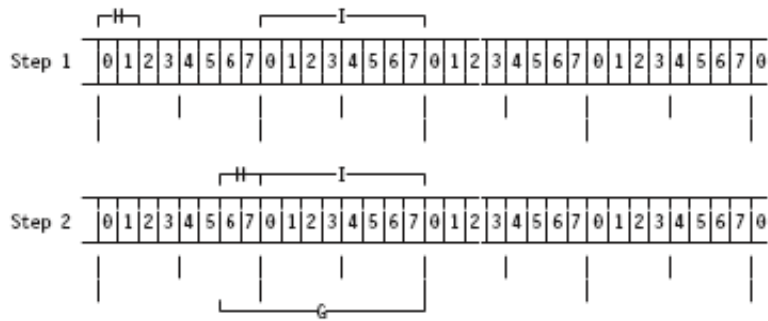 H I
Step 1 0 1 2 3 4 5 6 7 0 1 2 3 4 5 6 7 0 1 2 3 4 5 6 7 0 1 2 3 4 5 6 7 0
H I
Step 2 0 1 2 3 4 5 6 7 0 1 2 3 4 5 6 7 0 1 2 3 4 5 6 7 0 1 2 3 4 5 6 7 0
G